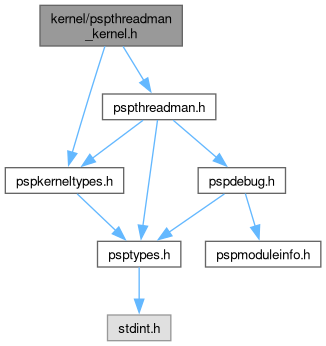 kernel/pspthreadman
_kernel.h
pspthreadman.h
pspkerneltypes.h
pspdebug.h
psptypes.h
pspmoduleinfo.h
stdint.h